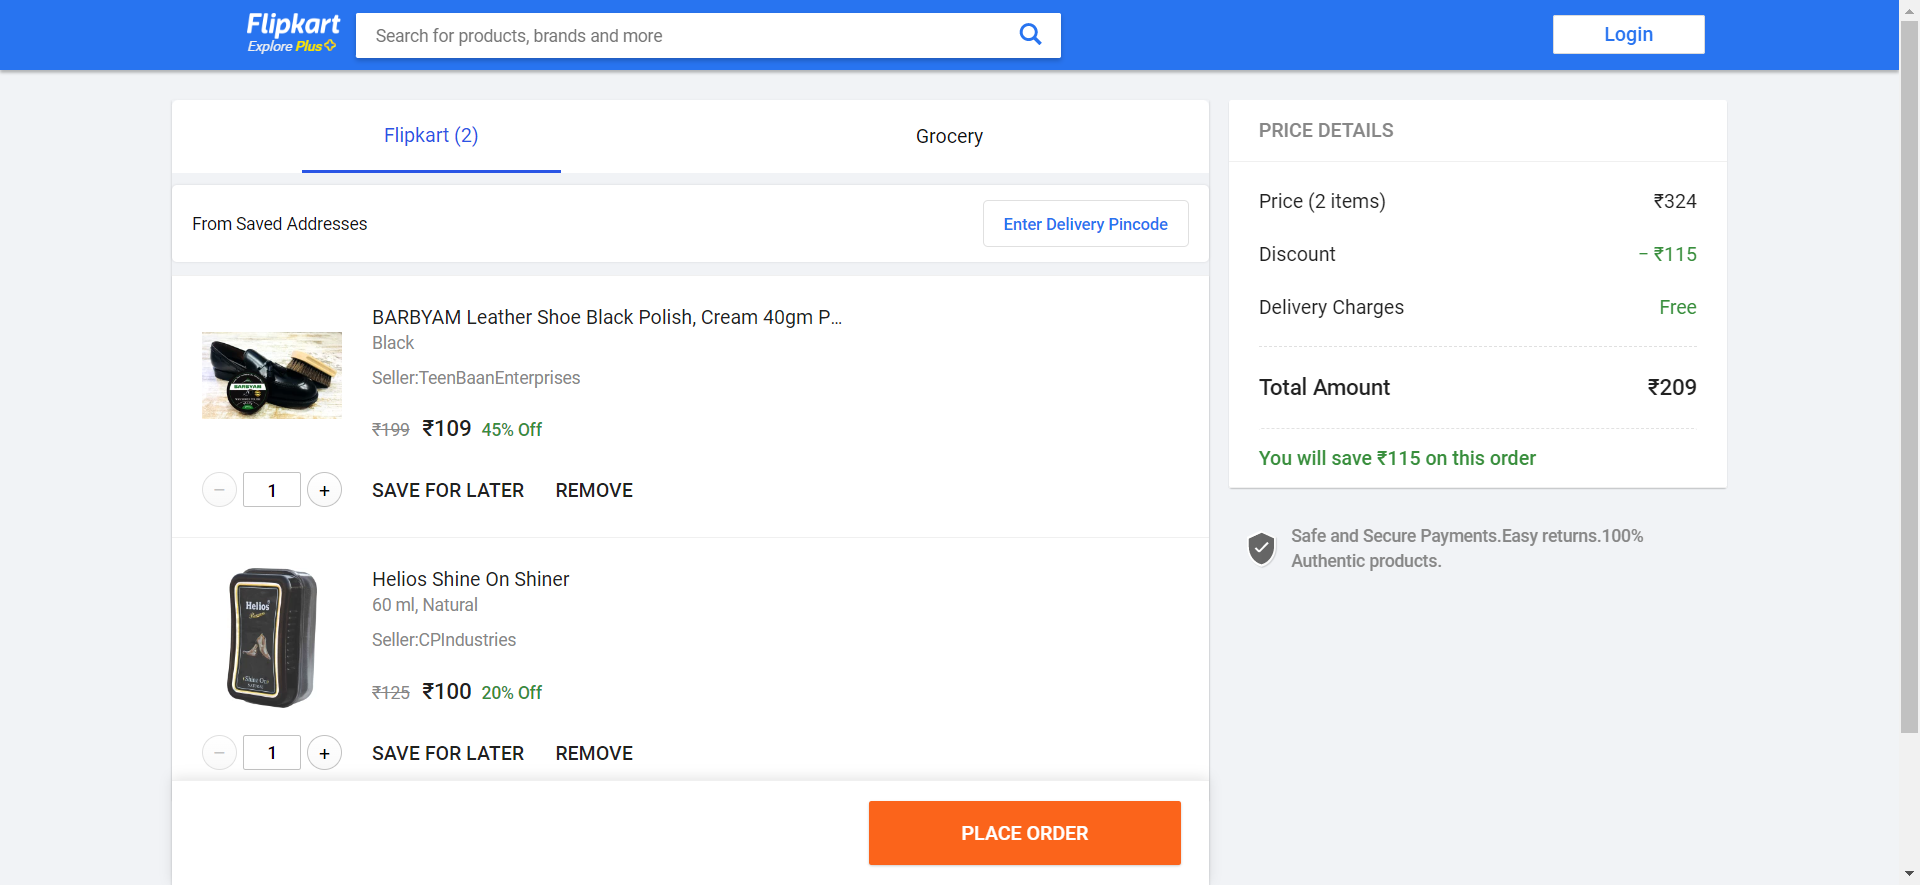 Flipkart
Explore Plus
Search for products, brands and more
Login
Flipkart (2)
Grocery
From Saved Addresses
Enter Delivery Pincode
BARBYAM Leather Shoe Black Polish, Cream 40gm P...
Black
Seller:TeenBaanEnterprises
₹199 ₹109 45% Off
− 1 + SAVE FOR LATER REMOVE
BARBYAM
Helios Shine On Shiner
60 ml, Natural
Seller:CPIndustries
₹125 ₹100 20% Off
− 1 + SAVE FOR LATER REMOVE
Helios
PLACE ORDER
PRICE DETAILS
Price (2 items) ₹324
Discount − ₹115
Delivery Charges Free
Total Amount ₹209
You will save ₹115 on this order
Safe and Secure Payments.Easy returns.100%
Authentic products.